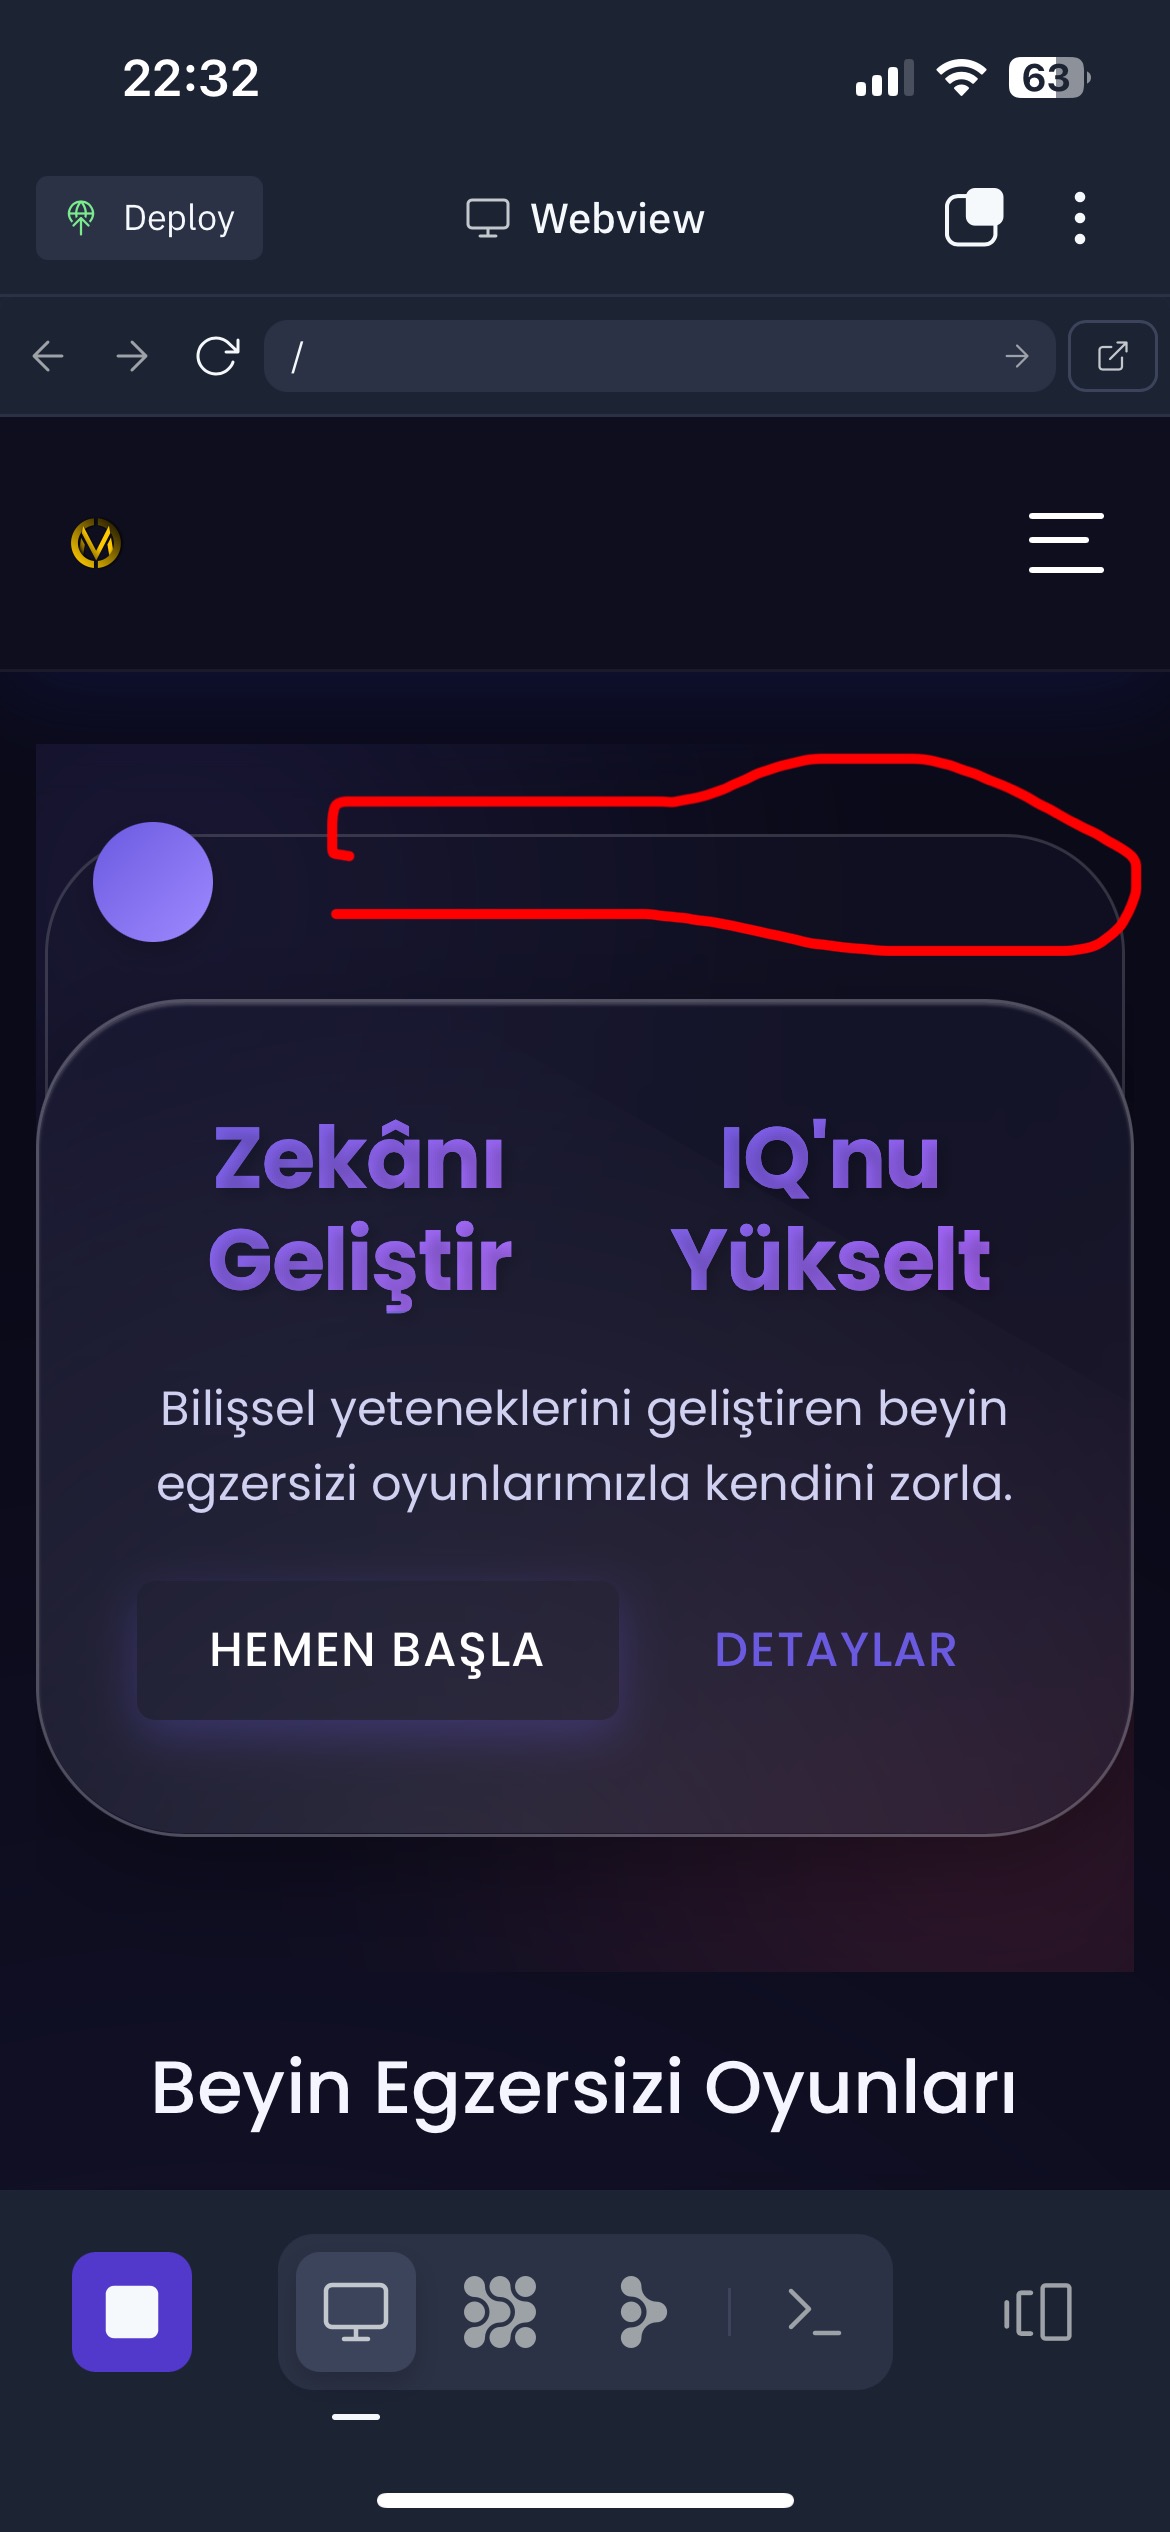 22:32
63
Deploy
Webview
/
Zekânı
Geliştir
IQ'nu
Yükselt
Bilişsel yeteneklerini geliştiren beyin
egzersizi oyunlarımızla kendini zorla.
HEMEN BAŞLA
DETAYLAR
Beyin Egzersizi Oyunları